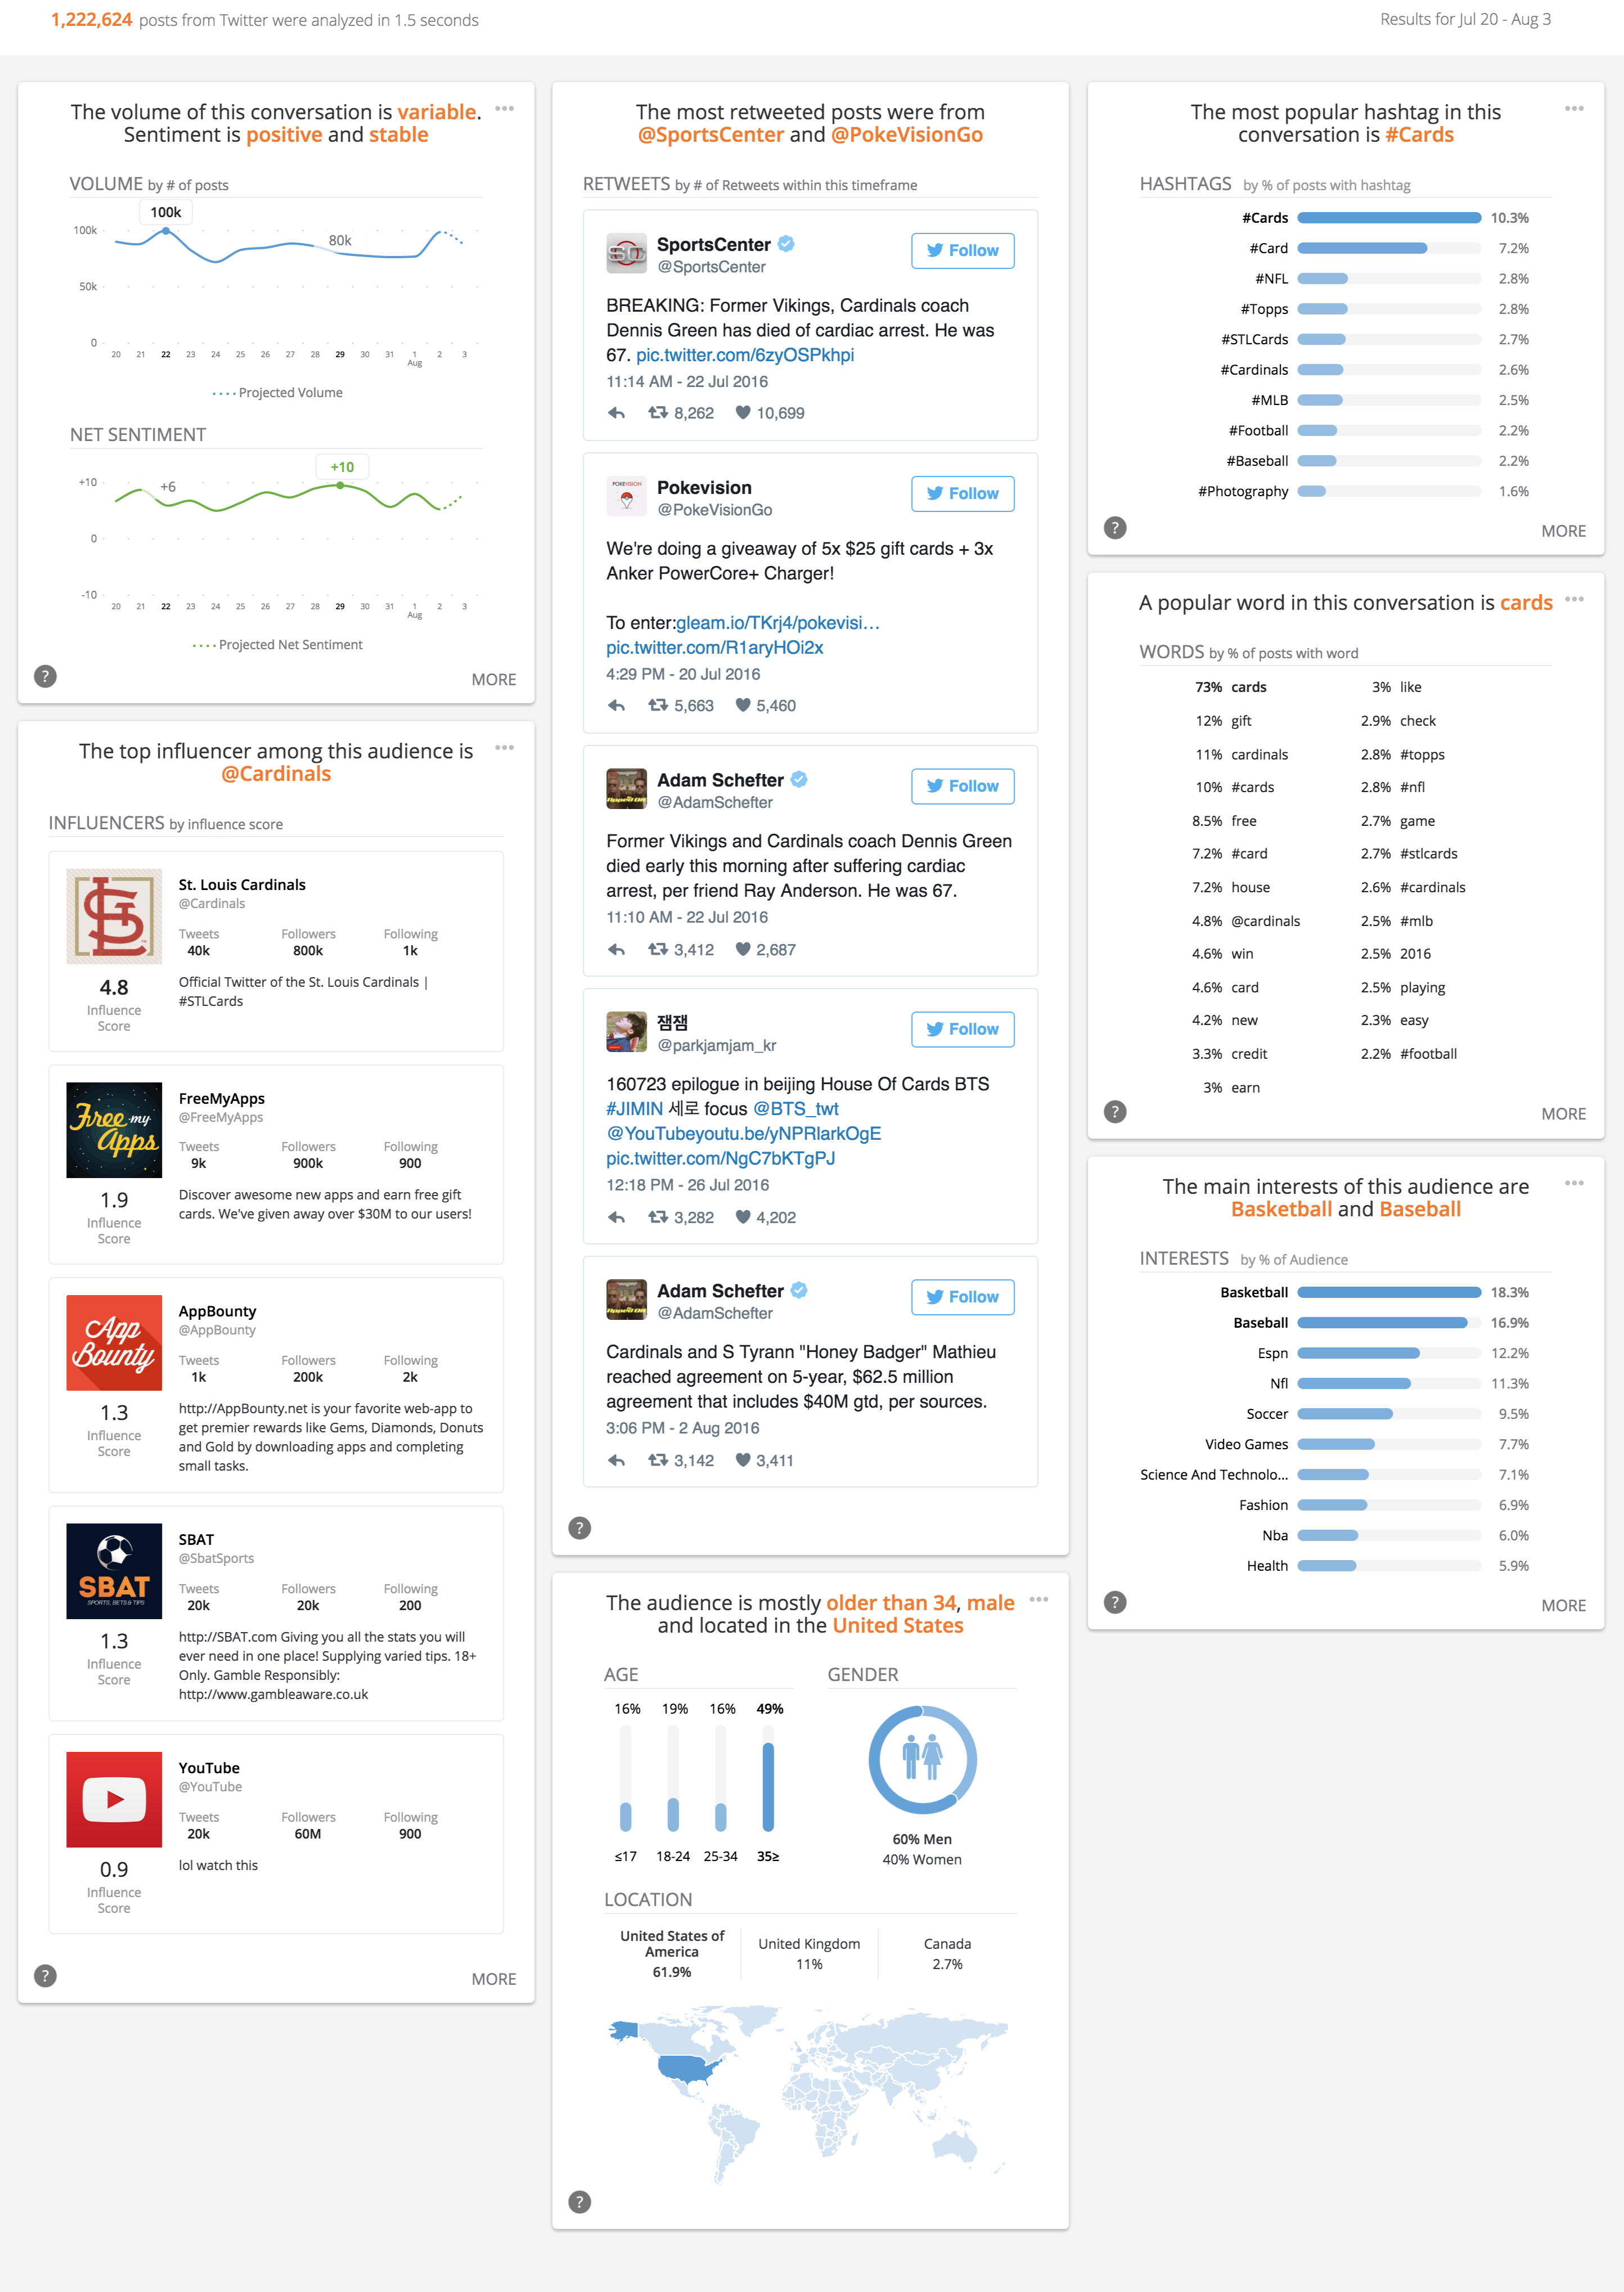 1,222,624 posts from Twitter were analyzed in 1.5 seconds
Results for Jul 20 - Aug 3
The volume of this conversation is variable.
Sentiment is positive and stable
VOLUME by # of posts
100k
100k
80k
50k
0
20 21 22 23 24 25 26 27 28 29 30 31 1 2 3
Aug
Projected Volume
NET SENTIMENT
+10
+10
+6
0
-10
20 21 22 23 24 25 26 27 28 29 30 31 1 2 3
Aug
Projected Net Sentiment
?
MORE
The top influencer among this audience is
@Cardinals
INFLUENCERS by influence score
St. Louis Cardinals
@Cardinals
Tweets Followers Following
40k 800k 1k
4.8
Influence
Score
Official Twitter of the St. Louis Cardinals |
#STLCards
Free my
Apps
FreeMyApps
@FreeMyApps
Tweets Followers Following
9k 900k 900
1.9
Influence
Score
Discover awesome new apps and earn free gift
cards. We've given away over $30M to our users!
App
Bounty
AppBounty
@AppBounty
Tweets Followers Following
1k 200k 2k
1.3
Influence
Score
http://AppBounty.net is your favorite web-app to
get premier rewards like Gems, Diamonds, Donuts
and Gold by downloading apps and completing
small tasks.
SBAT
SPORTS, BETS & TIPS
SBAT
@SbatSports
Tweets Followers Following
20k 20k 200
1.3
Influence
Score
http://SBAT.com Giving you all the stats you will
ever need in one place! Supplying varied tips. 18+
Only. Gamble Responsibly:
http://www.gambleaware.co.uk
YouTube
@YouTube
Tweets Followers Following
20k 60M 900
0.9
Influence
Score
lol watch this
?
MORE
The most retweeted posts were from
@SportsCenter and @PokeVisionGo
RETWEETS by # of Retweets within this timeframe
SportsCenter
@SportsCenter
Follow
BREAKING: Former Vikings, Cardinals coach
Dennis Green has died of cardiac arrest. He was
67. pic.twitter.com/6zyOSPkhpi
11:14 AM - 22 Jul 2016
8,262 10,699
POKEVISION
Pokevision
@PokeVisionGo
Follow
We're doing a giveaway of 5x $25 gift cards + 3x
Anker PowerCore+ Charger!
To enter:gleam.io/TKrj4/pokevisi…
pic.twitter.com/R1aryHOi2x
4:29 PM - 20 Jul 2016
5,663 5,460
Adam Schefter
@AdamSchefter
Follow
Former Vikings and Cardinals coach Dennis Green
died early this morning after suffering cardiac
arrest, per friend Ray Anderson. He was 67.
11:10 AM - 22 Jul 2016
3,412 2,687
잼잼
@parkjamjam_kr
Follow
160723 epilogue in beijing House Of Cards BTS
#JIMIN 세로 focus @BTS_twt
@YouTubeyoutu.be/yNPRlarkOgE
pic.twitter.com/NgC7bKTgPJ
12:18 PM - 26 Jul 2016
3,282 4,202
Adam Schefter
@AdamSchefter
Follow
Cardinals and S Tyrann "Honey Badger" Mathieu
reached agreement on 5-year, $62.5 million
agreement that includes $40M gtd, per sources.
3:06 PM - 2 Aug 2016
3,142 3,411
?
The audience is mostly older than 34, male
and located in the United States
AGE
16% 19% 16% 49%
≤17 18-24 25-34 35≥
GENDER
60% Men
40% Women
LOCATION
United States of
America
61.9%
United Kingdom
11%
Canada
2.7%
?
The most popular hashtag in this
conversation is #Cards
HASHTAGS by % of posts with hashtag
#Cards 10.3%
#Card 7.2%
#NFL 2.8%
#Topps 2.8%
#STLCards 2.7%
#Cardinals 2.6%
#MLB 2.5%
#Football 2.2%
#Baseball 2.2%
#Photography 1.6%
?
MORE
A popular word in this conversation is cards
WORDS by % of posts with word
73% cards 3% like
12% gift 2.9% check
11% cardinals 2.8% #topps
10% #cards 2.8% #nfl
8.5% free 2.7% game
7.2% #card 2.7% #stlcards
7.2% house 2.6% #cardinals
4.8% @cardinals 2.5% #mlb
4.6% win 2.5% 2016
4.6% card 2.5% playing
4.2% new 2.3% easy
3.3% credit 2.2% #football
3% earn
?
MORE
The main interests of this audience are
Basketball and Baseball
INTERESTS by % of Audience
Basketball 18.3%
Baseball 16.9%
Espn 12.2%
Nfl 11.3%
Soccer 9.5%
Video Games 7.7%
Science And Technolo... 7.1%
Fashion 6.9%
Nba 6.0%
Health 5.9%
?
MORE